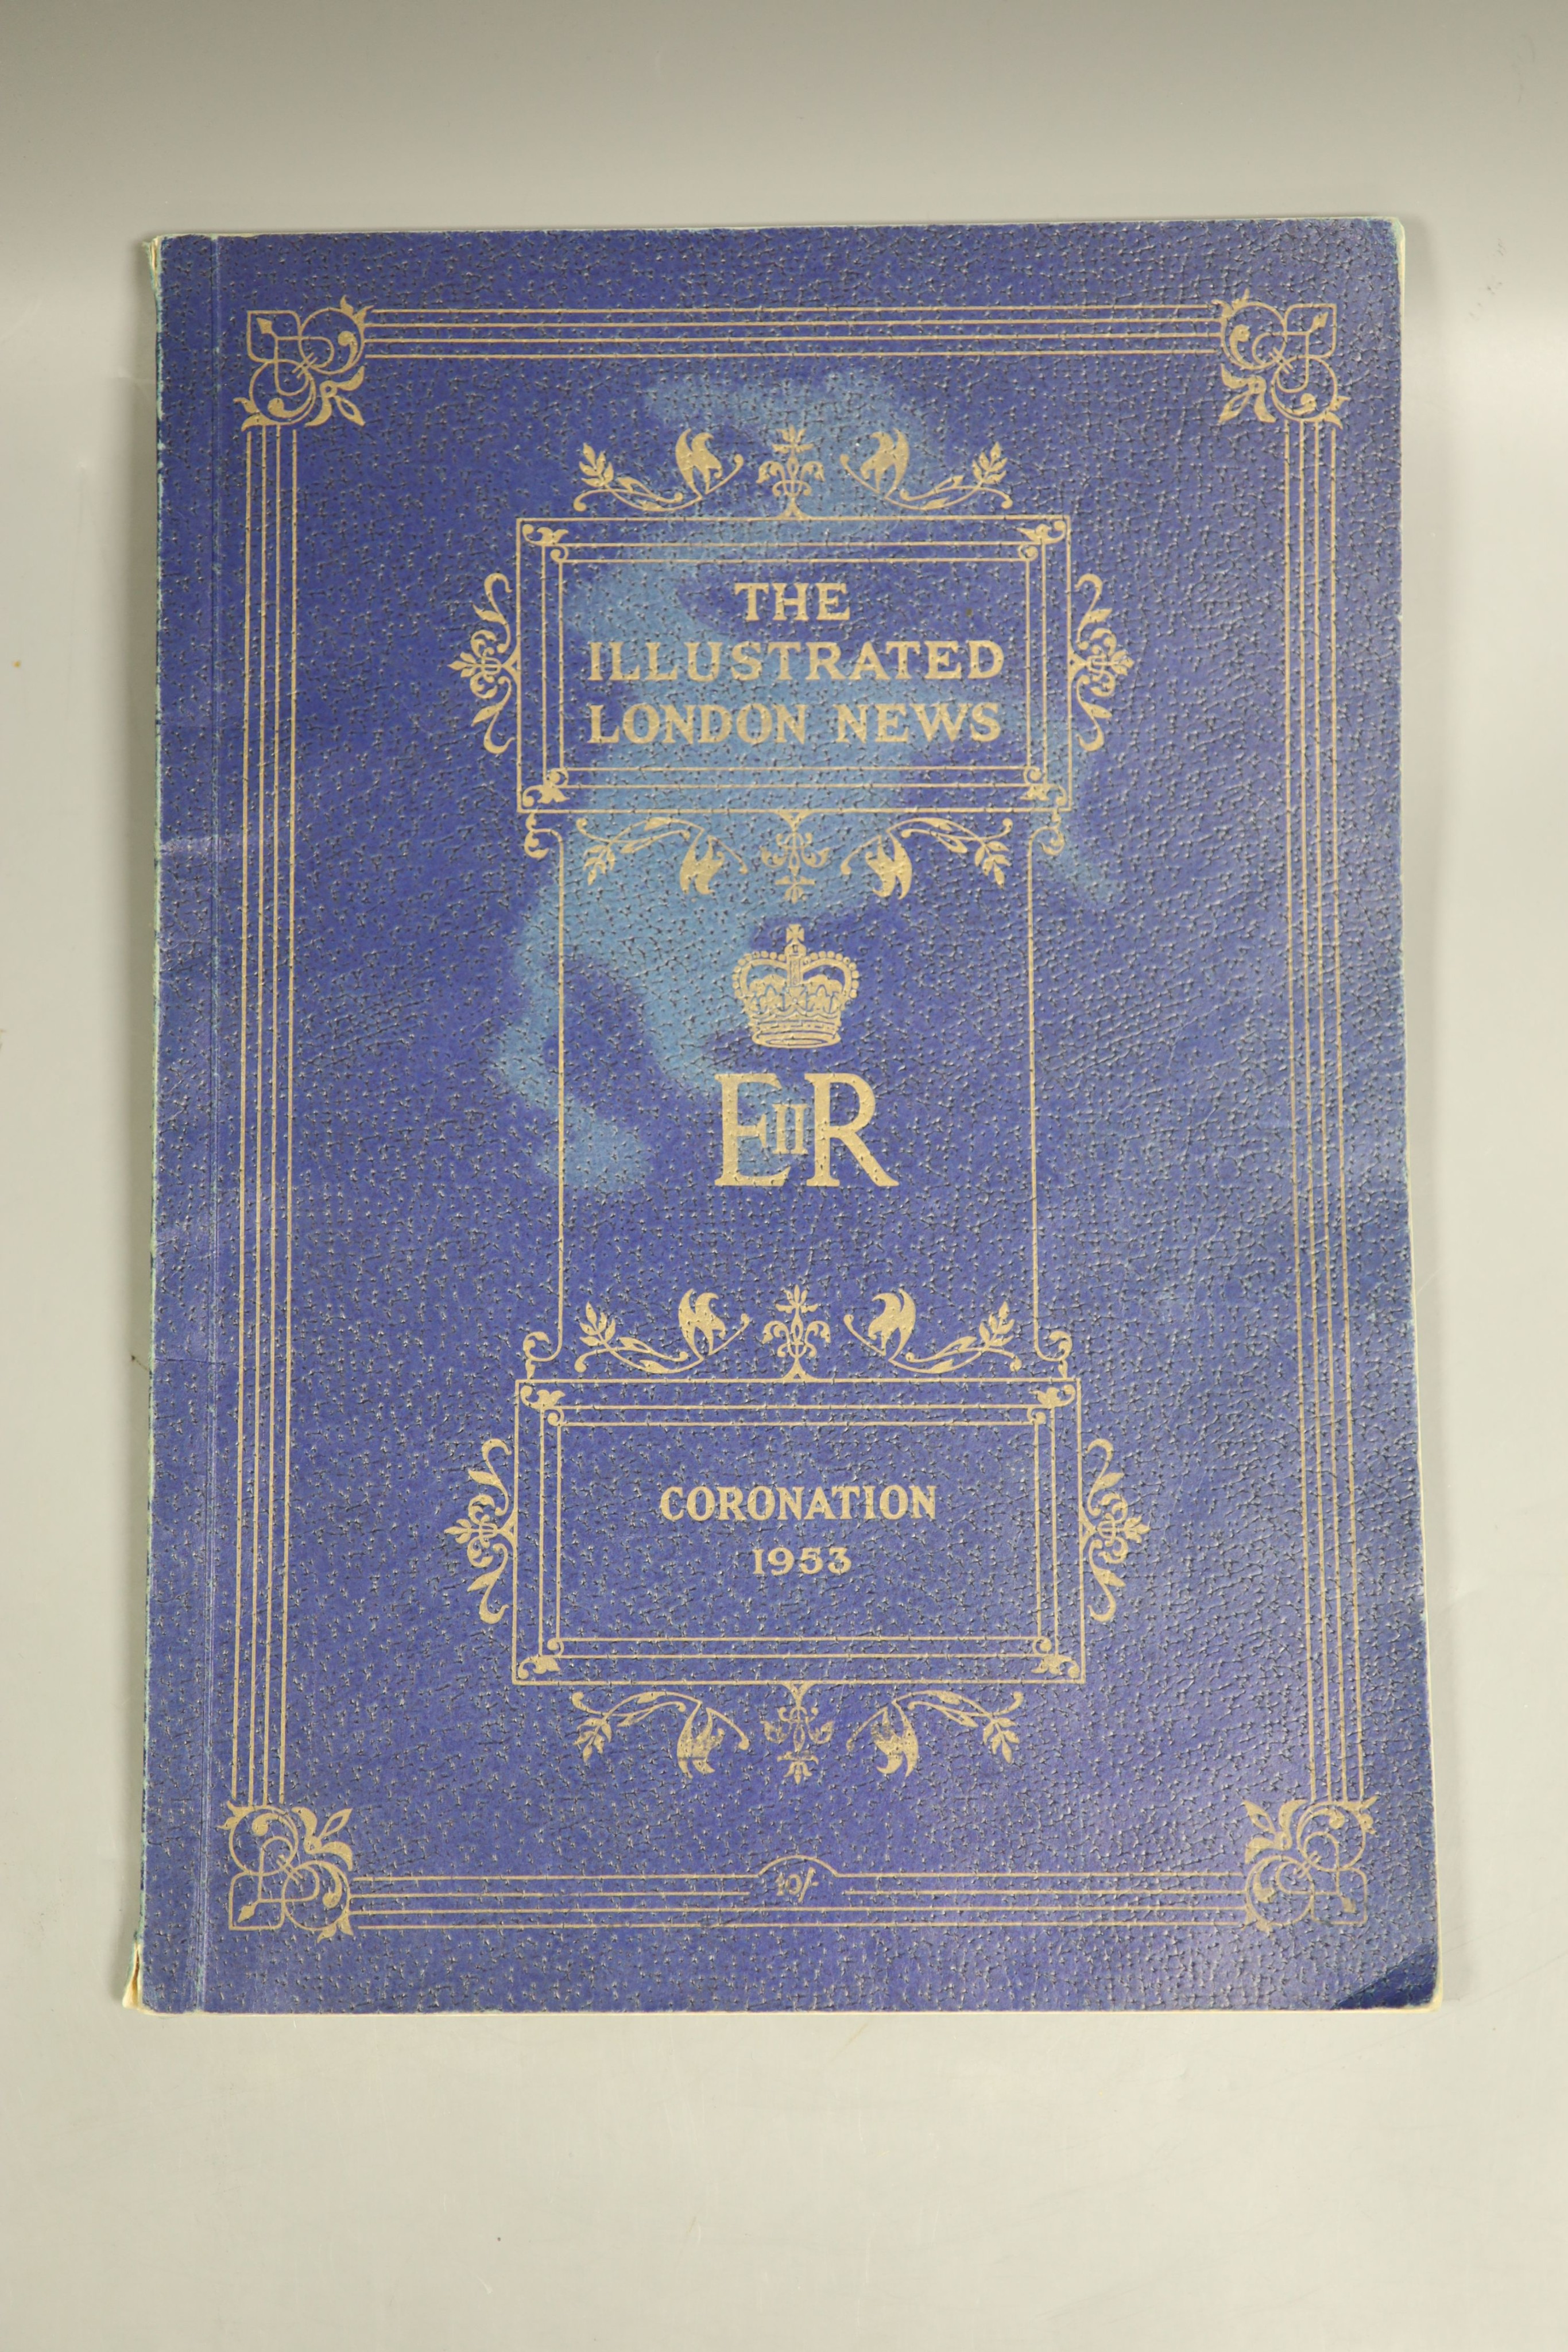 THE
ILLUSTRATED
LONDON NEWS
EIIR
CORONATION
1953
10/-